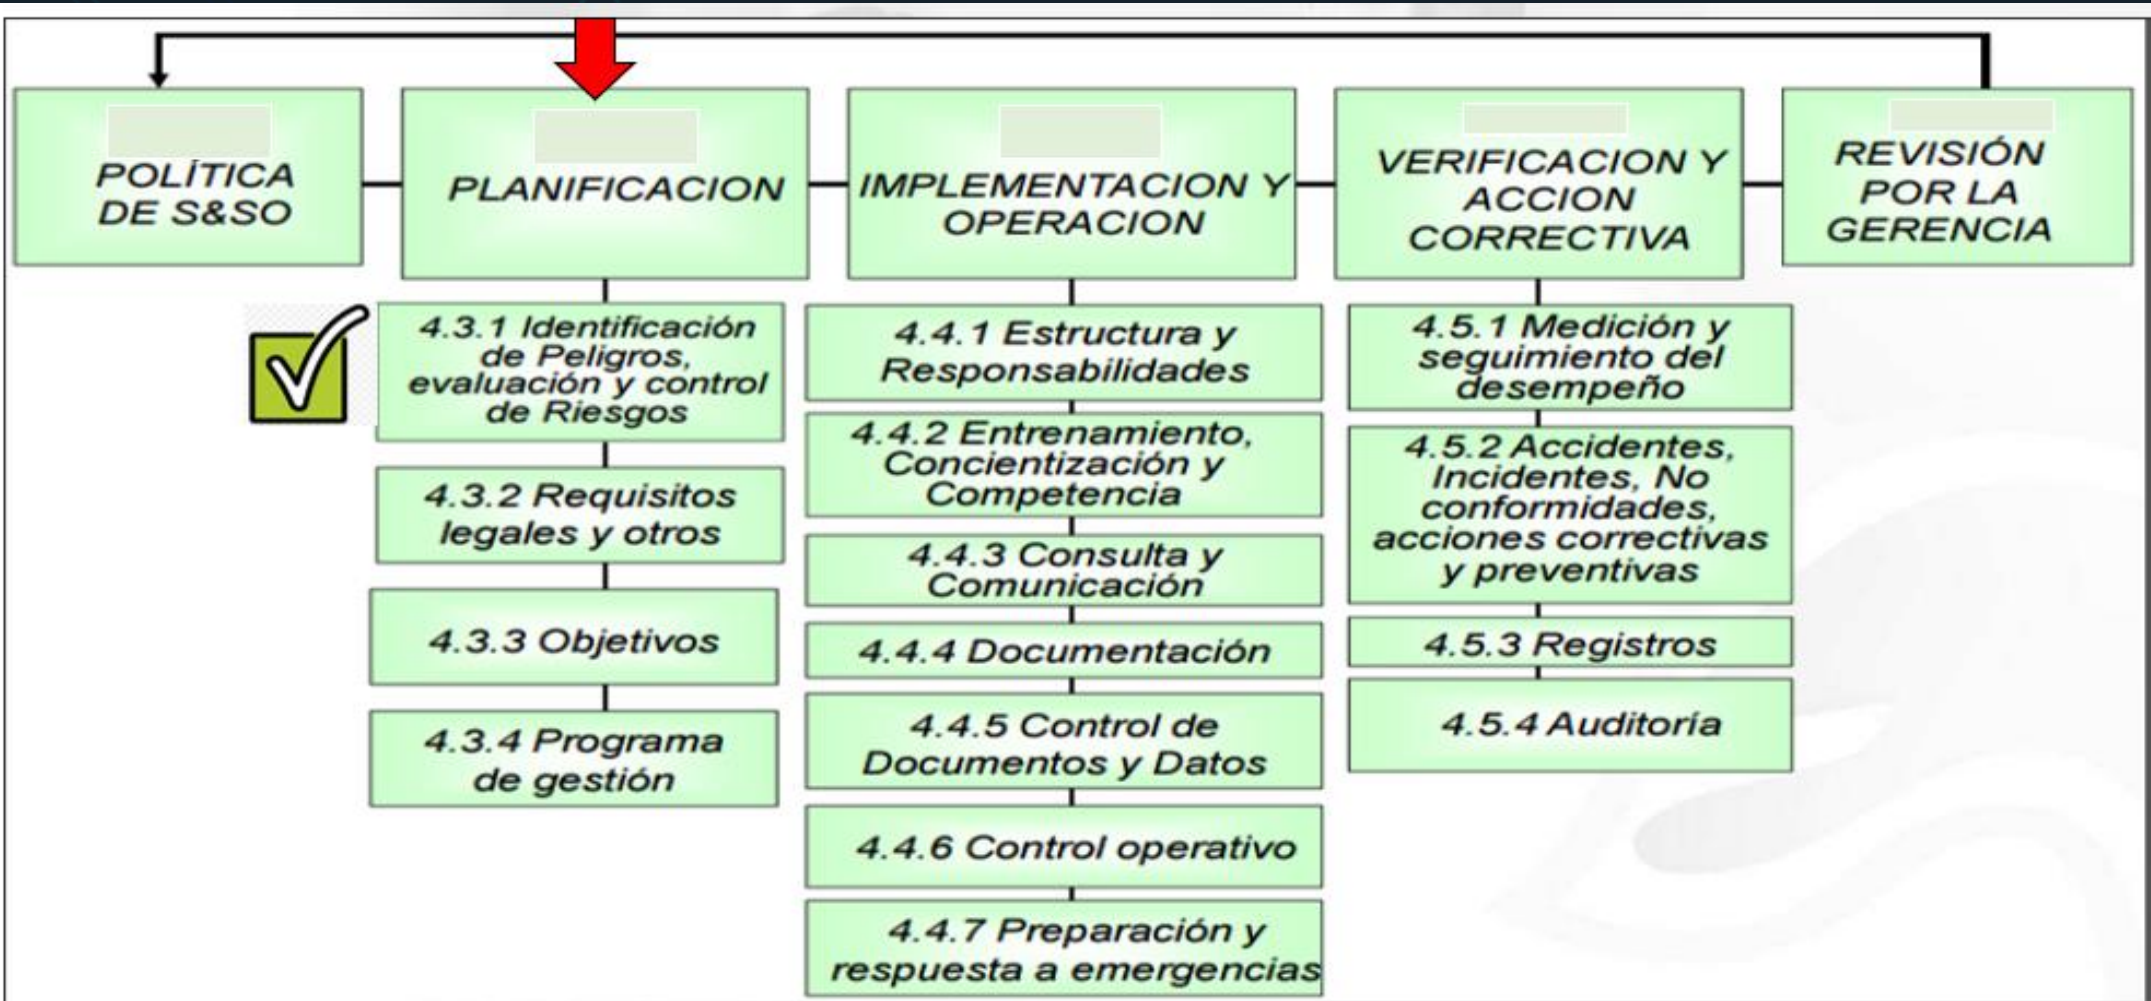 POLÍTICA
DE S&SO
PLANIFICACION
IMPLEMENTACION Y
OPERACION
VERIFICACION Y
ACCION
CORRECTIVA
REVISIÓN
POR LA
GERENCIA
4.3.1 Identificación
de Peligros,
evaluación y control
de Riesgos
4.3.2 Requisitos
legales y otros
4.3.3 Objetivos
4.3.4 Programa
de gestión
4.4.1 Estructura y
Responsabilidades
4.4.2 Entrenamiento,
Concientización y
Competencia
4.4.3 Consulta y
Comunicación
4.4.4 Documentación
4.4.5 Control de
Documentos y Datos
4.4.6 Control operativo
4.4.7 Preparación y
respuesta a emergencias
4.5.1 Medición y
seguimiento del
desempeño
4.5.2 Accidentes,
Incidentes, No
conformidades,
acciones correctivas
y preventivas
4.5.3 Registros
4.5.4 Auditoría